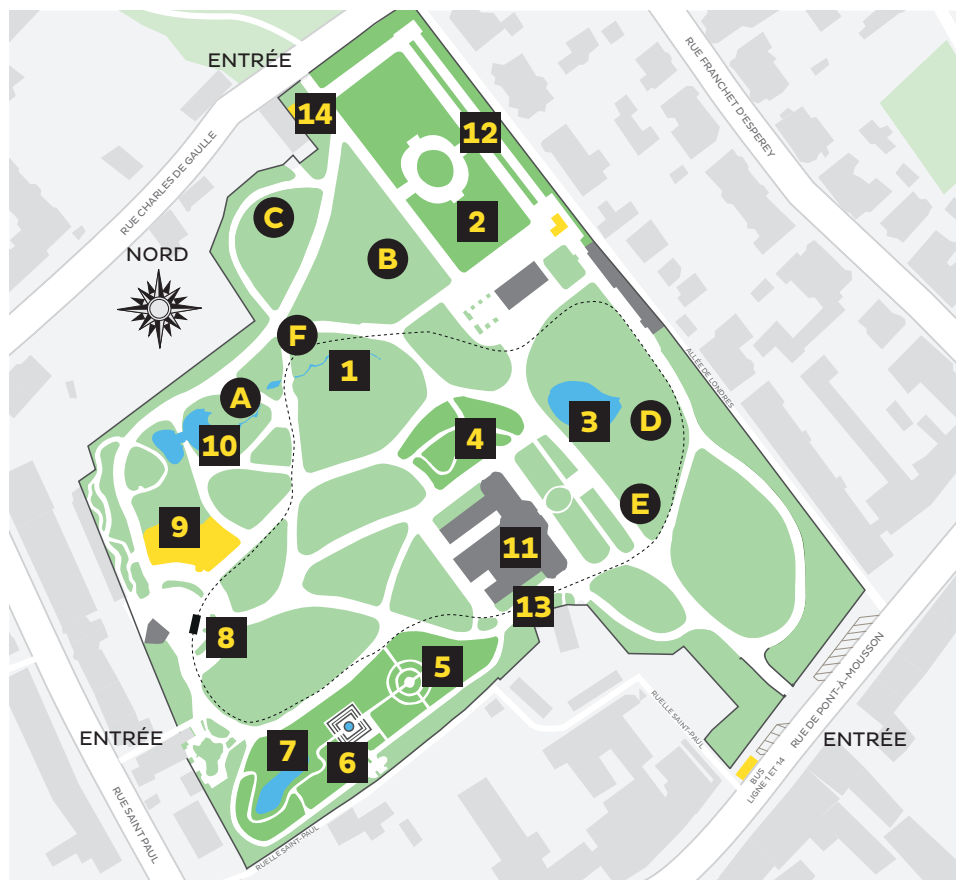 ENTRÉE
RUE FRANCHET D'ESPEREY
14
12
RUE CHARLES DE GAULLE
C
2
B
NORD
F
1
ALLÉE DE LONDRES
A
3
D
10
4
E
9
11
13
8
5
RUE DE PONT-À-MOUSSON
RUELLE SAINT-PAUL
ENTRÉE
ENTRÉE
7
6
BUS
LIGNE 1 ET 14
RUE SAINT PAUL
RUELLE SAINT-PAUL